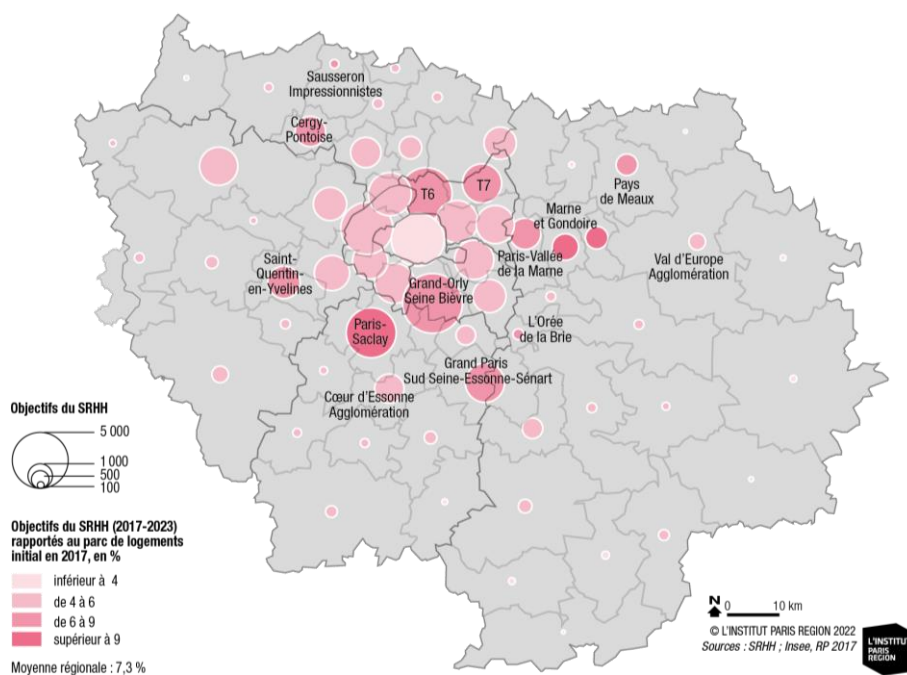 Sausseron
Impressionnistes
Cergy-
Pontoise
T6
T7
Pays
de Meaux
Marne
et Gondoire
Paris-Vallée
de la Marne
Val d'Europe
Agglomération
Saint-
Quentin-
en-Yvelines
Grand-Orly
Seine Bièvre
Paris-
Saclay
L'Orée
de la Brie
Grand Paris
Sud Seine-Essonne-Sénart
Cœur d'Essonne
Agglomération
Objectifs du SRHH
5 000
1 000
500
100
Objectifs du SRHH (2017-2023)
rapportés au parc de logements
initial en 2017, en %
inférieur à 4
de 4 à 6
de 6 à 9
supérieur à 9
Moyenne régionale : 7,3 %
N 0 10 km
© L'INSTITUT PARIS REGION 2022
Sources : SRHH ; Insee, RP 2017
L'INSTITUT
PARIS
REGION